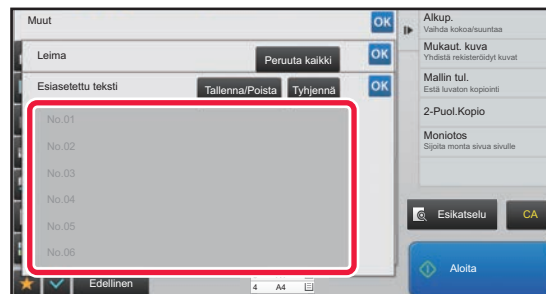 Muut
OK
Leima
Peruuta kaikki
OK
Esiasetettu teksti
Tallenna/Poista
Tyhjennä
OK
No.01
No.02
No.03
No.04
No.05
No.06
Edellinen
4 A4
Alkup.
Vaihda kokoa/suuntaa
Mukaut. kuva
Yhdistä rekisteröidyt kuvat
Mallin tul.
Estä luvaton kopiointi
2-Puol.Kopio
Moniotos
Sijoita monta sivua sivulle
Esikatselu
CA
Aloita